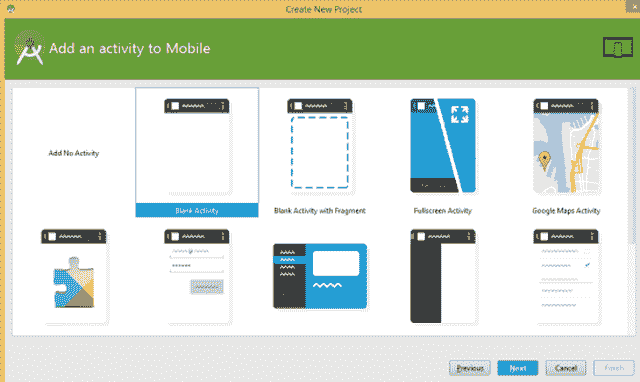 Create New Project
Add an activity to Mobile
Add No Activity
Blank Activity
Blank Activity with Fragment
Fullscreen Activity
Google Maps Activity
Previous
Next
Cancel
Finish